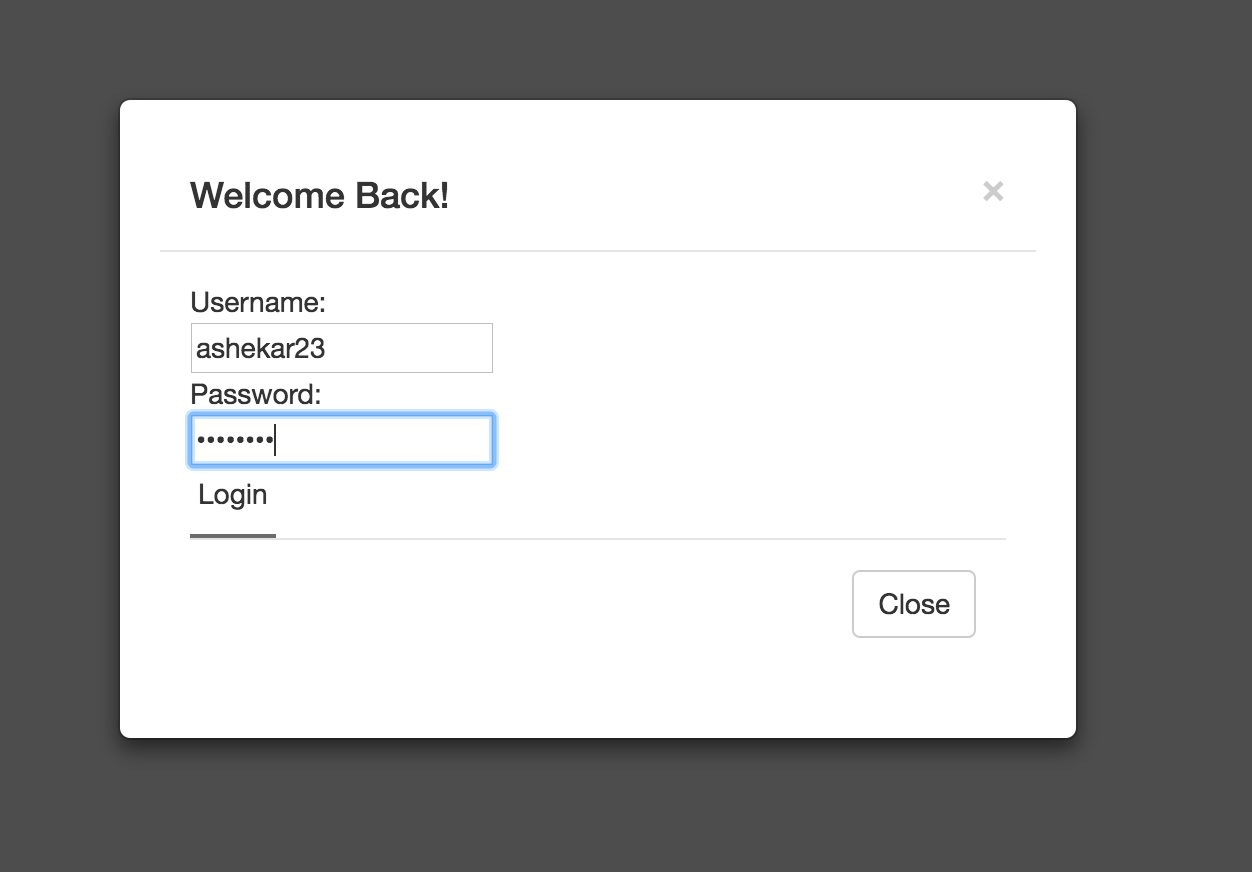 Welcome Back!
×
Username:
ashekar23
Password:
••••••••
Login
Close